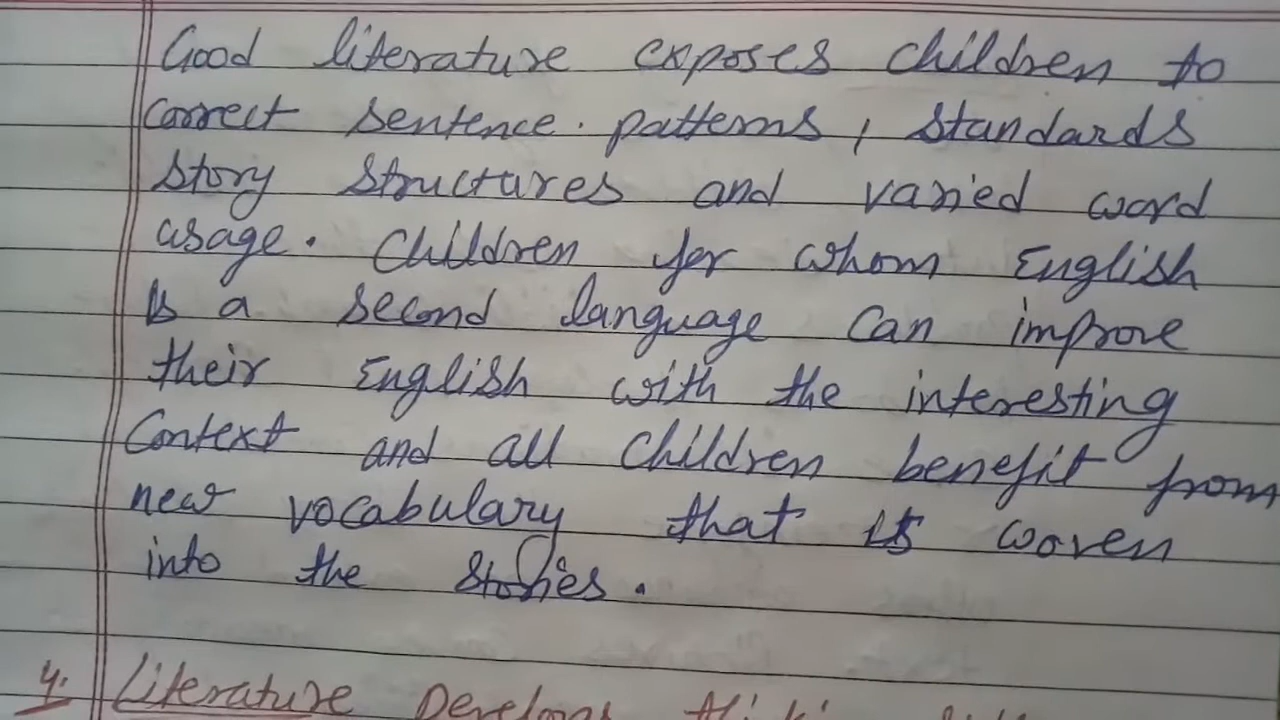 Good literature exposes children to
correct sentence. patterns, standards
story structures and varied word
usage. Children for whom English
is a second language can improve
their English with the interesting
Context and all children benefit from
new vocabulary that is woven
into the stories.
4. Literature Develops